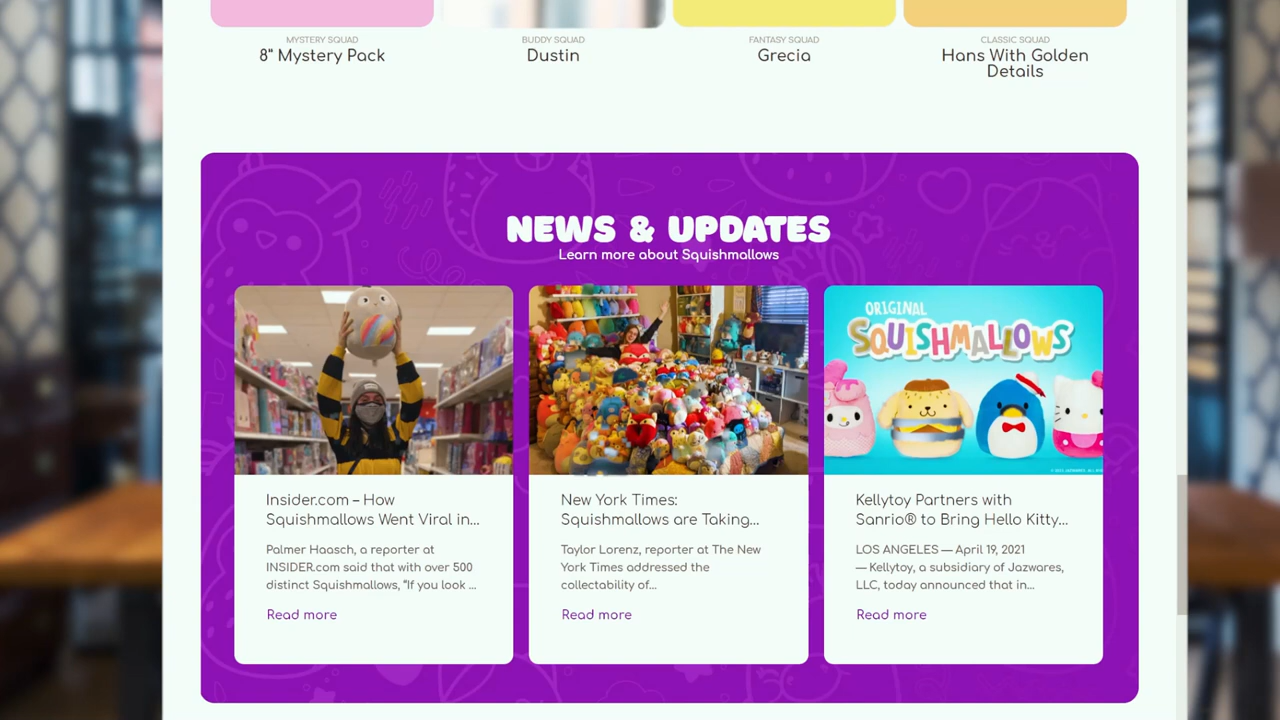 MYSTERY SQUAD
8" Mystery Pack
BUDDY SQUAD
Dustin
FANTASY SQUAD
Grecia
CLASSIC SQUAD
Hans With Golden
Details
NEWS & UPDATES
Learn more about Squishmallows
Insider.com – How
Squishmallows Went Viral in...
Palmer Haasch, a reporter at
INSIDER.com said that with over 500
distinct Squishmallows, "If you look ...
Read more
New York Times:
Squishmallows are Taking...
Taylor Lorenz, reporter at The New
York Times addressed the
collectability of...
Read more
ORIGINAL
SQUISHMALLOWS
Kellytoy Partners with
Sanrio® to Bring Hello Kitty...
LOS ANGELES — April 19, 2021
— Kellytoy, a subsidiary of Jazwares,
LLC, today announced that in...
Read more